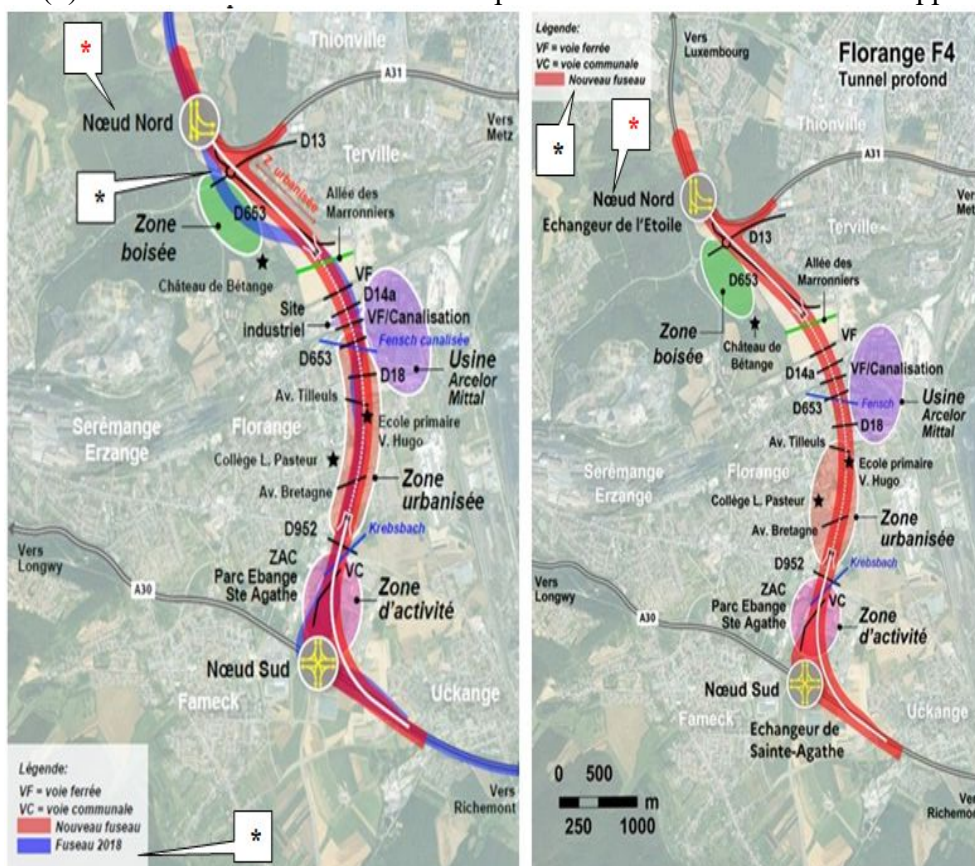 *
Thionville
A31
Vers
Metz
Nœud Nord
D13
Terville
Z. urbanisée
*
D653
Allée des
Marronniers
Zone
boisée
Château de Bétange
VF
D14a
Site
industriel
VF/Canalisation
Fensch canalisée
D653
Usine
Arcelor
Mittal
D18
Av. Tilleuls
Ecole primaire
V. Hugo
Serémange
Erzange
Florange
Collège L. Pasteur
Av. Bretagne
Zone
urbanisée
D952
Krebsbach
Vers
Longwy
A30
ZAC
Parc Ebange
Ste Agathe
VC
Zone
d'activité
Nœud Sud
Fameck
Uckange
Légende:
VF = voie ferrée
VC = voie communale
Nouveau fuseau
Fuseau 2018
*
Vers
Richemont
Légende:
VF = voie ferrée
VC = voie communale
Nouveau fuseau
*
*
Vers
Luxembourg
Florange F4
Tunnel profond
Thionville
A31
Vers
Metz
Nœud Nord
Echangeur de l'Etoile
D13
Terville
D653
Allée des
Marronniers
Zone
boisée
Château de
Bétange
VF
D14a
VF/Canalisation
D653
Fensch
Usine
Arcelor
Mittal
D18
Av. Tilleuls
Ecole primaire
V. Hugo
Serémange
Erzange
Florange
Collège L. Pasteur
Av. Bretagne
Zone
urbanisée
D952
Krebsbach
Vers
Longwy
A30
ZAC
Parc Ebange
Ste Agathe
VC
Zone
d'activité
Nœud Sud
Fameck
Uckange
Echangeur de
Sainte-Agathe
0 500
m
250 1000
Vers
Richemont